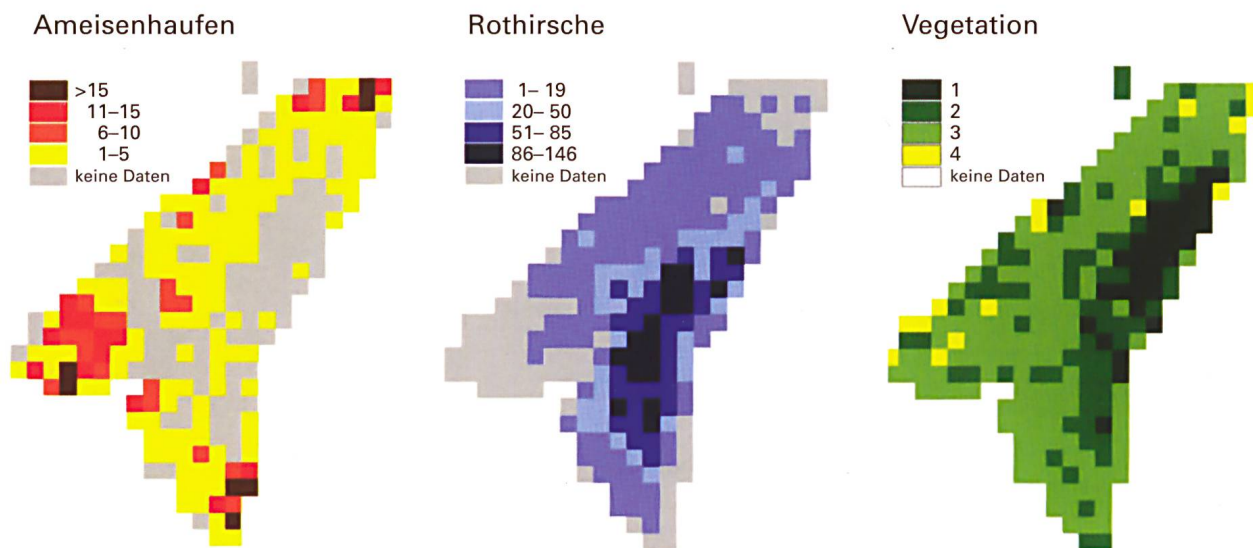 Ameisenhaufen
>15
11–15
6–10
1–5
keine Daten
Rothirsche
1– 19
20– 50
51– 85
86–146
keine Daten
Vegetation
1
2
3
4
keine Daten